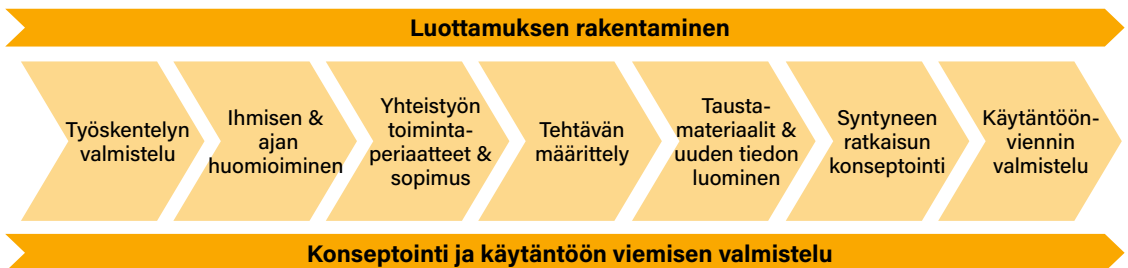 Luottamuksen rakentaminen
Työskentelyn
valmistelu
Ihmisen &
ajan
huomioiminen
Yhteistyön
toiminta-
periaatteet &
sopimus
Tehtävän
määrittely
Tausta-
materiaalit &
uuden tiedon
luominen
Syntyneen
ratkaisun
konseptointi
Käytäntöön-
viennin
valmistelu
Konseptointi ja käytäntöön viemisen valmistelu